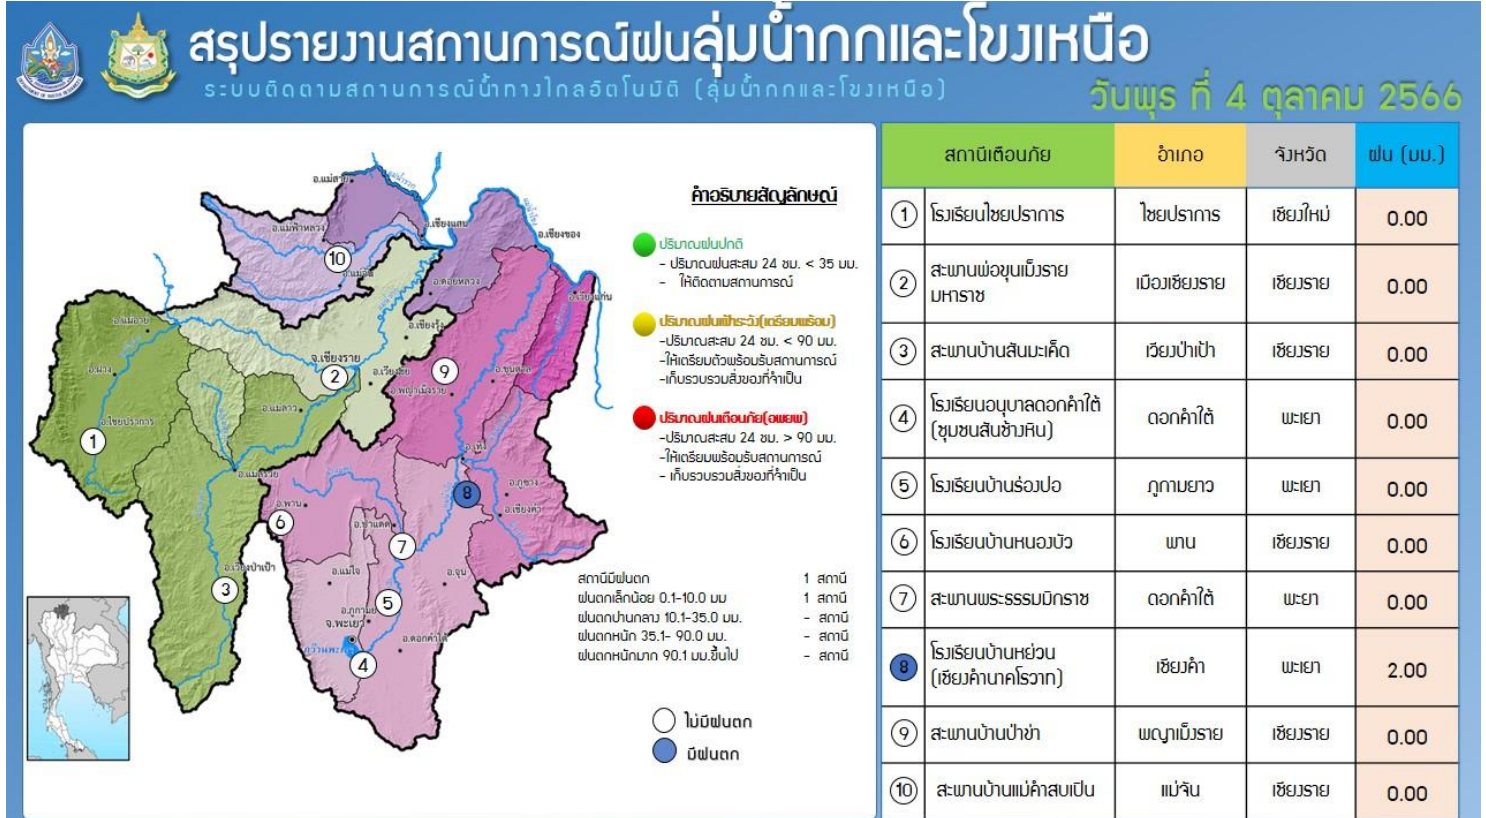 สรุปรายงานสถานการณ์ฝนลุ่มน้ำกกและโขงเหนือ
ระบบติดตามสถานการณ์น้ำทางไกลอัตโนมัติ (ลุ่มน้ำกกและโขงเหนือ)
วันพุธ ที่ 4 ตุลาคม 2566
อ.แม่สาย
อ.แม่ฟ้าหลวง
อ.เชียงแสน
อ.เชียงของ
10
อ.แม่จัน
อ.ดอยหลวง
อ.เวียงแก่น
อ.แม่อาย
อ.เชียงรุ้ง
จ.เชียงราย
อ.ฝาง
2
อ.เวียงชัย
9
อ.ขุนตาล
อ.พญาเม็งราย
อ.แม่ลาว
อ.ไชยปราการ
1
อ.เทิง
อ.แม่สรวย
8
อ.ภูซาง
อ.พาน
อ.เชียงคำ
6
อ.ป่าแดด
7
อ.เวียงป่าเป้า
อ.แม่ใจ
อ.จุน
3
5
อ.ภูกามย
จ.พะเยา
อ.ดอกคำใต้
กว๊านพะเยา
4
คำอธิบายสัญลักษณ์
ปริมาณฝนปกติ
- ปริมาณฝนสะสม 24 ชม. < 35 มม.
- ให้ติดตามสถานการณ์
ปริมาณฝนเฝ้าระวัง(เตรียมพร้อม)
-ปริมาณสะสม 24 ชม. < 90 มม.
-ให้เตรียมตัวพร้อมรับสถานการณ์
-เก็บรวบรวมสิ่งของที่จำเป็น
ปริมาณฝนเตือนภัย(อพยพ)
-ปริมาณสะสม 24 ชม. > 90 มม.
-ให้เตรียมพร้อมรับสถานการณ์
- เก็บรวบรวมสิ่งของที่จำเป็น
สถานีมีฝนตก 1 สถานี
ฝนตกเล็กน้อย 0.1-10.0 มม 1 สถานี
ฝนตกปานกลาง 10.1-35.0 มม. - สถานี
ฝนตกหนัก 35.1- 90.0 มม. - สถานี
ฝนตกหนักมาก 90.1 มม.ขึ้นไป - สถานี
ไม่มีฝนตก
มีฝนตก
สถานีเตือนภัย อำเภอ จังหวัด ฝน (มม.)
1 โรงเรียนไชยปราการ ไชยปราการ เชียงใหม่ 0.00
2 สะพานพ่อขุนเม็งราย
มหาราช เมืองเชียงราย เชียงราย 0.00
3 สะพานบ้านสันมะเค็ด เวียงป่าเป้า เชียงราย 0.00
4 โรงเรียนอนุบาลดอกคำใต้
(ชุมชนสันช้างหิน) ดอกคำใต้ พะเยา 0.00
5 โรงเรียนบ้านร่องปอ ภูกามยาว พะเยา 0.00
6 โรงเรียนบ้านหนองบัว พาน เชียงราย 0.00
7 สะพานพระธรรมมิกราช ดอกคำใต้ พะยา 0.00
8 โรงเรียนบ้านหย่วน
(เชียงคำนาคโรวาท) เชียงคำ พะเยา 2.00
9 สะพานบ้านป่าข่า พญาเม็งราย เชียงราย 0.00
10 สะพานบ้านแม่คำสบเปิน แม่จัน เชียงราย 0.00